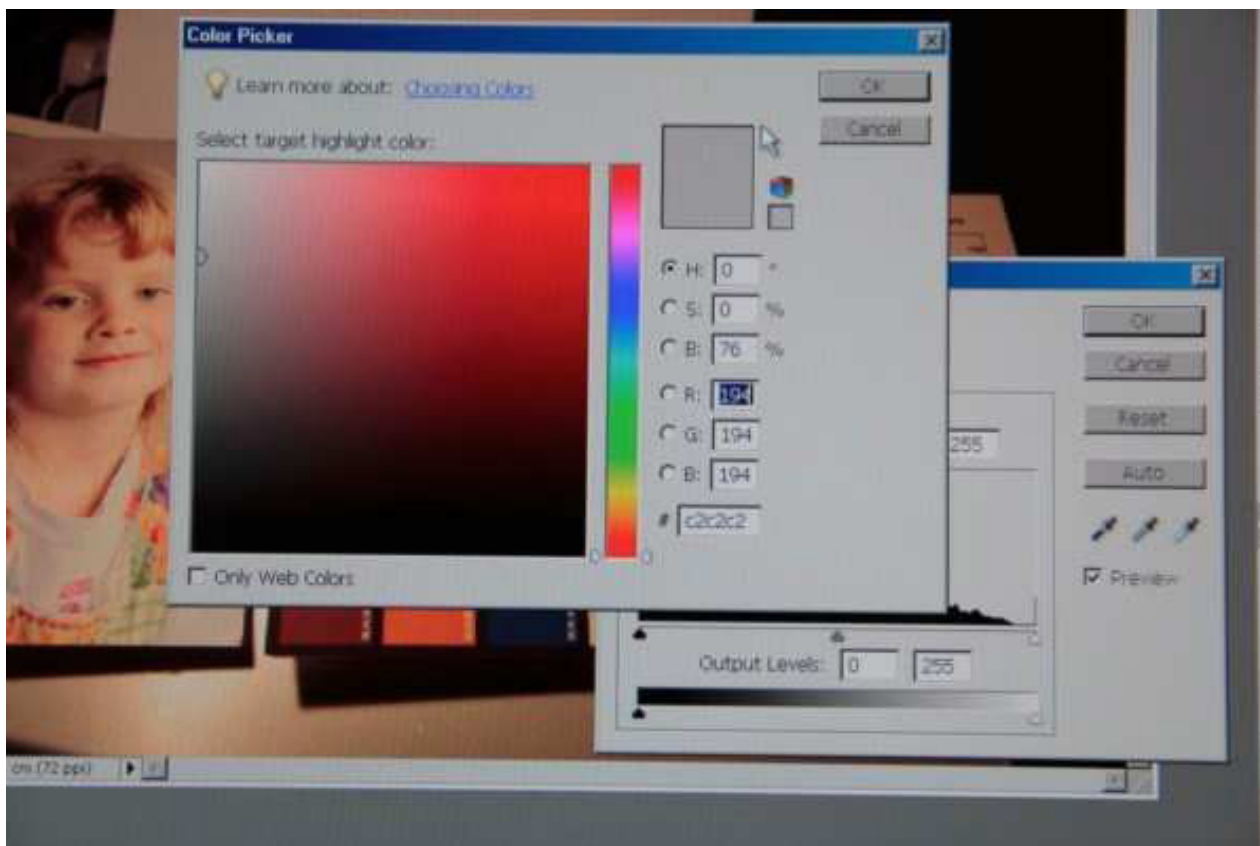 Color Picker
Learn more about: Choosing Colors
OK
Cancel
Select target highlight color:
H: 0 °
S: 0 %
B: 76 %
R: 194
G: 194
B: 194
# c2c2c2
Only Web Colors
OK
Cancel
Reset
Auto
Preview
255
Output Levels: 0 255
cm (72 ppi)